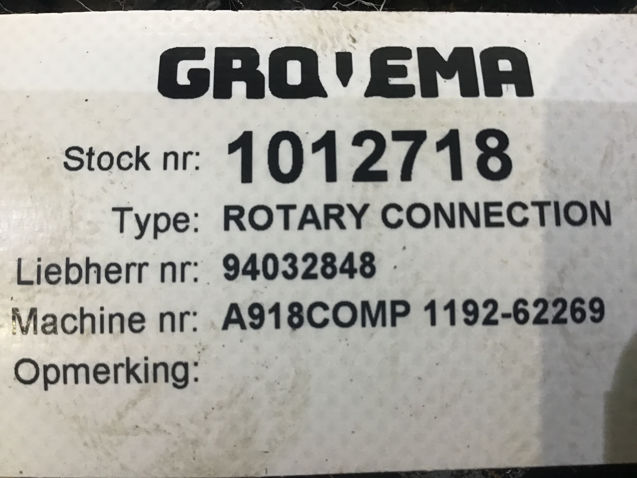 GROVEMA
Stock nr: 1012718
Type: ROTARY CONNECTION
Liebherr nr: 94032848
Machine nr: A918COMP 1192-62269
Opmerking: